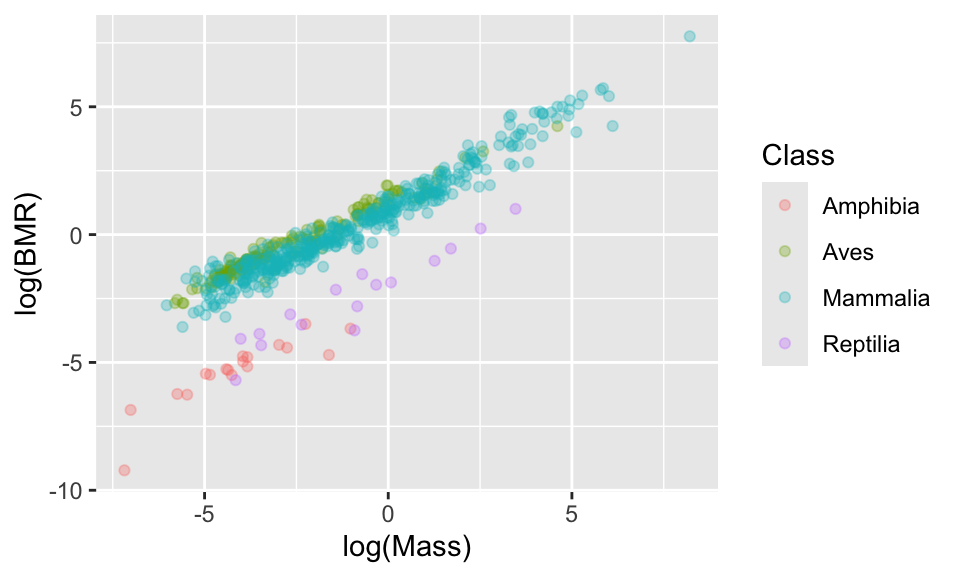 5
0
-5
-10
log(BMR)
-5
0
5
log(Mass)
Class
Amphibia
Aves
Mammalia
Reptilia